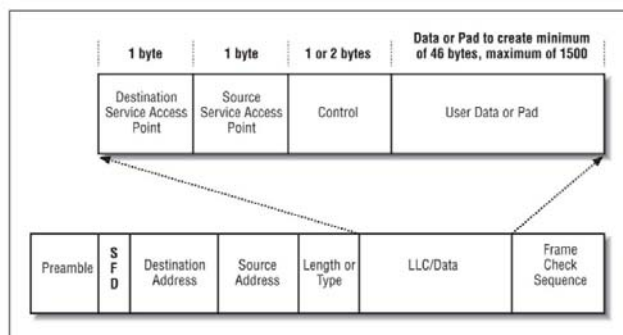 Data or Pad to create minimum
1 byte 1 byte 1 or 2 bytes of 46 bytes, maximum of 1500
Destination Source
Service Access Service Access Control User Data or Pad
Point Point
S
Preamble F Destination Source Length or LLC/Data Frame
D Address Address Type Check
Sequence